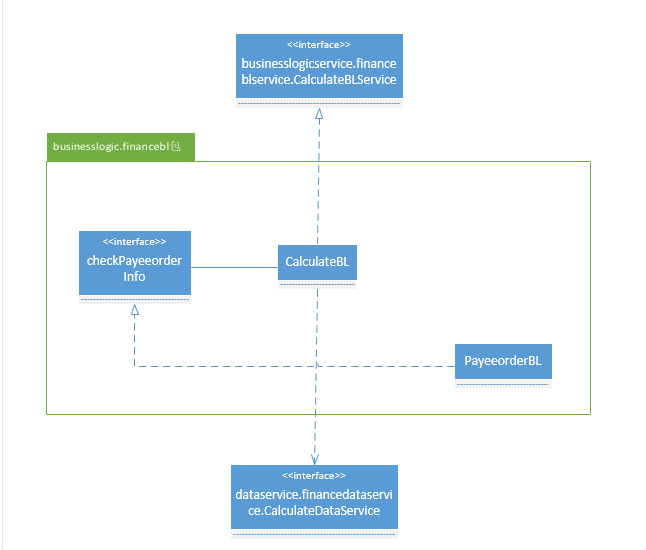 <<interface>>
businesslogicservice.finance
blservice.CalculateBLService
businesslogic.financebl包
<<interface>>
checkPayeeorder
Info
CalculateBL
PayeeorderBL
<<interface>>
dataservice.financedataservi
ce.CalculateDataService